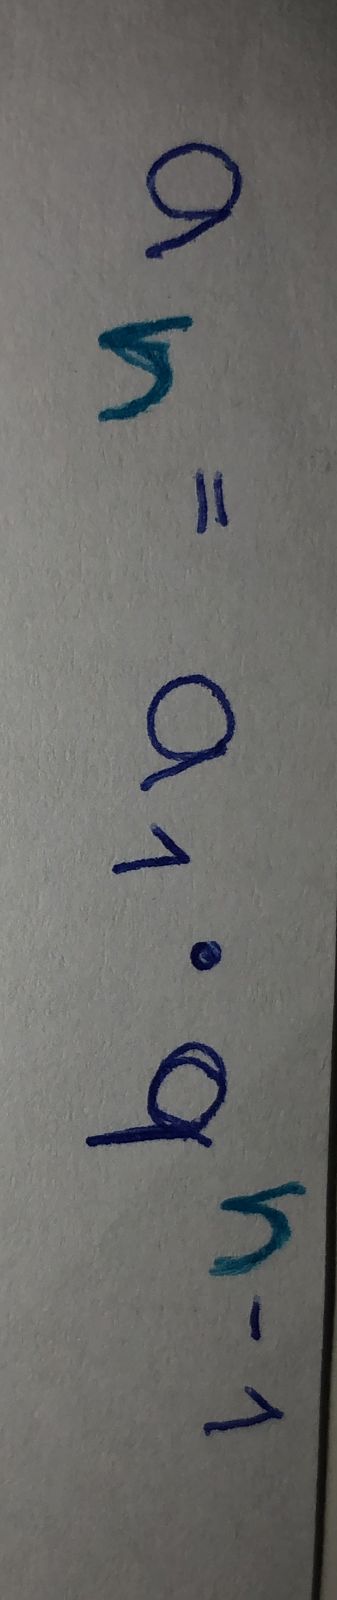 aₙ = a₁ · qⁿ⁻¹